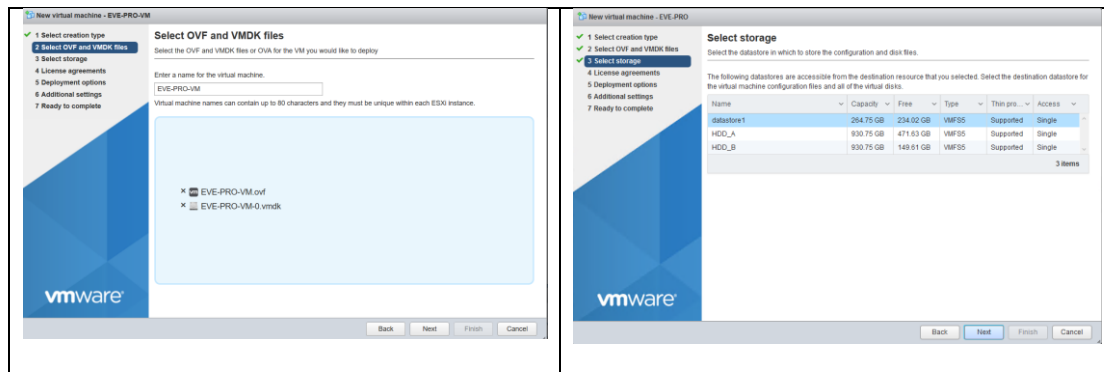 New virtual machine - EVE-PRO-VM
1 Select creation type
2 Select OVF and VMDK files
3 Select storage
4 License agreements
5 Deployment options
6 Additional settings
7 Ready to complete
vmware
Select OVF and VMDK files
Select the OVF and VMDK files or OVA for the VM you would like to deploy
Enter a name for the virtual machine.
EVE-PRO-VM
Virtual machine names can contain up to 80 characters and they must be unique within each ESXi instance.
EVE-PRO-VM.ovf
EVE-PRO-VM-0.vmdk
Back Next Finish Cancel
New virtual machine - EVE-PRO
1 Select creation type
2 Select OVF and VMDK files
3 Select storage
4 License agreements
5 Deployment options
6 Additional settings
7 Ready to complete
vmware
Select storage
Select the datastore in which to store the configuration and disk files.
The following datastores are accessible from the destination resource that you selected. Select the destination datastore for
the virtual machine configuration files and all of the virtual disks.
Name Capacity Free Type Thin pro... Access
datastore1 264.75 GB 234.02 GB VMFS5 Supported Single
HDD_A 930.75 GB 471.63 GB VMFS5 Supported Single
HDD_B 930.75 GB 149.61 GB VMFS5 Supported Single
3 items
Back Next Finish Cancel